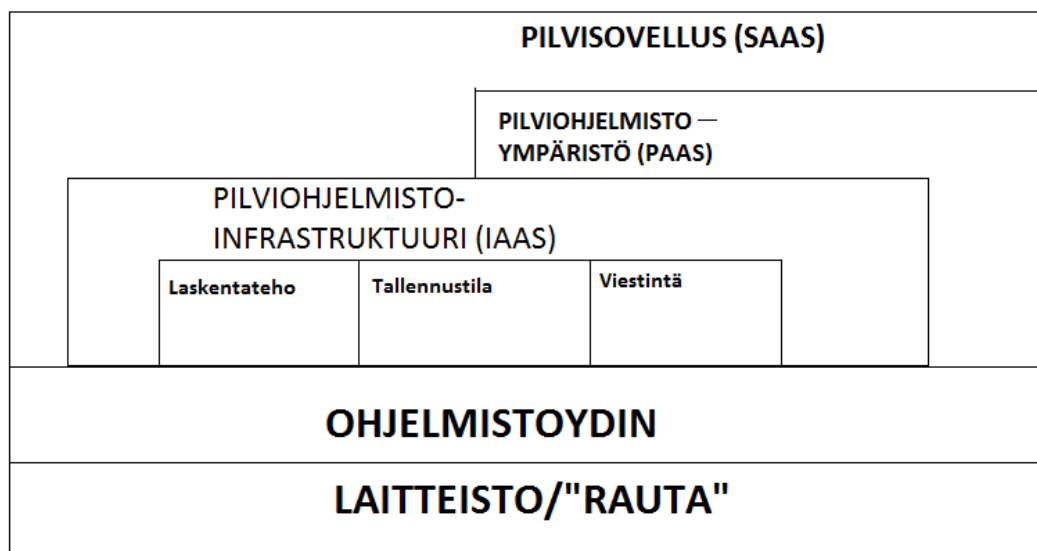 PILVISOVELLUS (SAAS)
PILVIOHJELMISTO —
YMPÄRISTÖ (PAAS)
PILVIOHJELMISTO-
INFRASTRUKTUURI (IAAS)
Laskentateho
Tallennustila
Viestintä
OHJELMISTOYDIN
LAITTEISTO/"RAUTA"